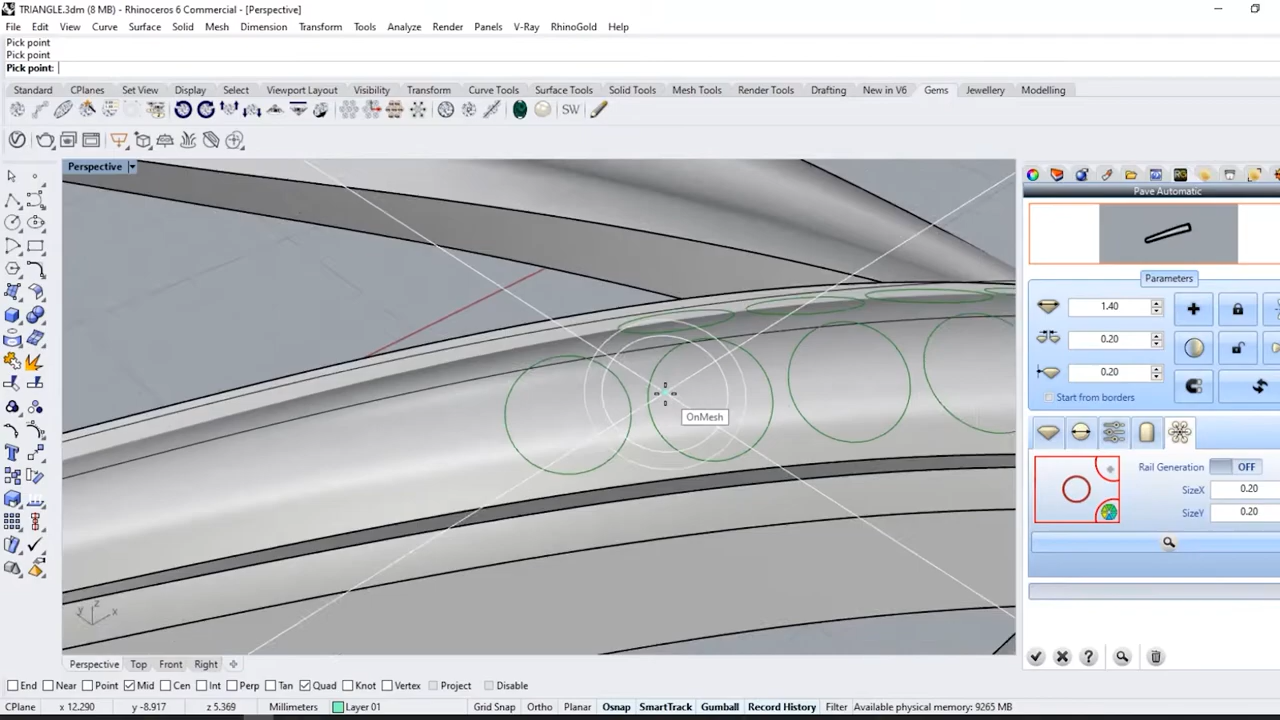 TRIANGLE.3dm (8 MB) - Rhinoceros 6 Commercial - [Perspective]
File Edit View Curve Surface Solid Mesh Dimension Transform Tools Analyze Render Panels V-Ray RhinoGold Help
Pick point
Pick point
Pick point:
Standard CPlanes Set View Display Select Viewport Layout Visibility Transform Curve Tools Surface Tools Solid Tools Mesh Tools Render Tools Drafting New in V6 Gems Jewellery Modelling
SW
Perspective
RG
Pave Automatic
Parameters
1.40
0.20
0.20
Start from borders
OnMesh
Rail Generation OFF
SizeX 0.20
SizeY 0.20
z
y x
Perspective Top Front Right
End Near Point Mid Cen Int Perp Tan Quad Knot Vertex Project Disable
CPlane x 12.290 y -8.917 z 5.369 Millimeters Layer 01 Grid Snap Ortho Planar Osnap SmartTrack Gumball Record History Filter Available physical memory: 9265 MB